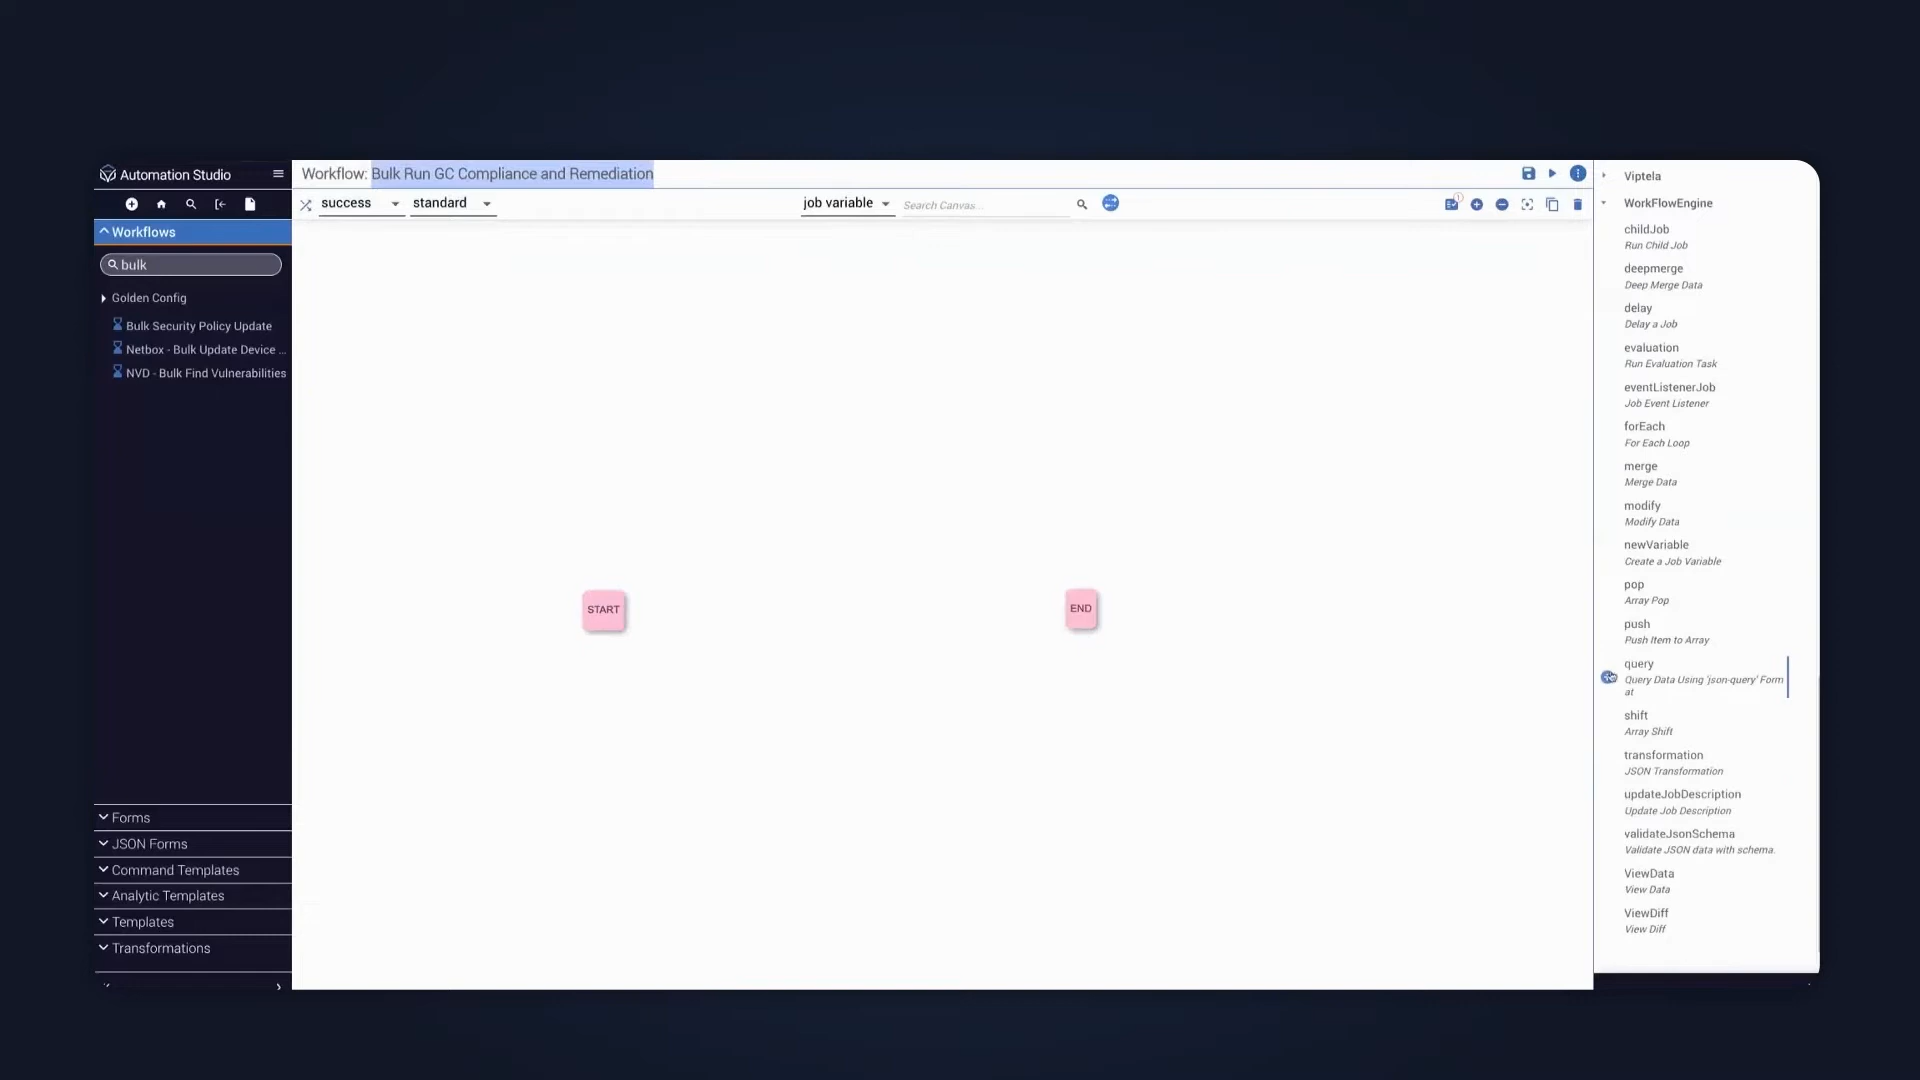 Automation Studio
Workflow: Bulk Run GC Compliance and Remediation
success
standard
job variable
Search Canvas...
Workflows
bulk
Golden Config
Bulk Security Policy Update
Netbox - Bulk Update Device ...
NVD - Bulk Find Vulnerabilities
Forms
JSON Forms
Command Templates
Analytic Templates
Templates
Transformations
START
END
Viptela
WorkFlowEngine
childJob
Run Child Job
deepmerge
Deep Merge Data
delay
Delay a Job
evaluation
Run Evaluation Task
eventListenerJob
Job Event Listener
forEach
For Each Loop
merge
Merge Data
modify
Modify Data
newVariable
Create a Job Variable
pop
Array Pop
push
Push Item to Array
query
Query Data Using 'json-query' Form
at
shift
Array Shift
transformation
JSON Transformation
updateJobDescription
Update Job Description
validateJsonSchema
Validate JSON data with schema.
ViewData
View Data
ViewDiff
View Diff